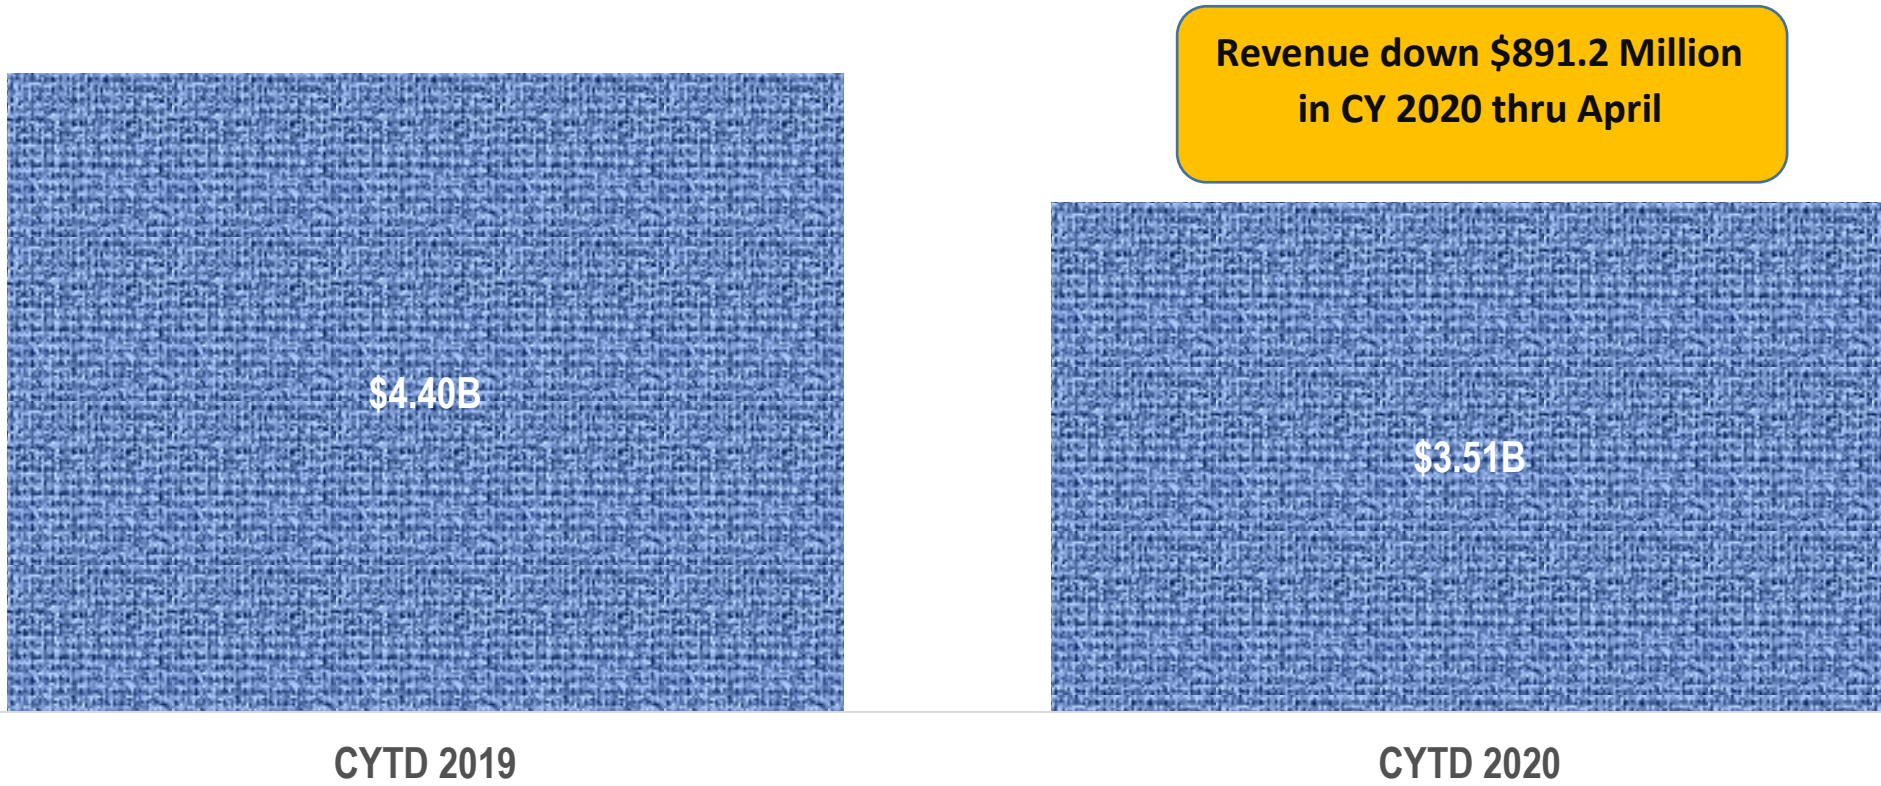 Revenue down $891.2 Million
in CY 2020 thru April
$4.40B
$3.51B
CYTD 2019
CYTD 2020